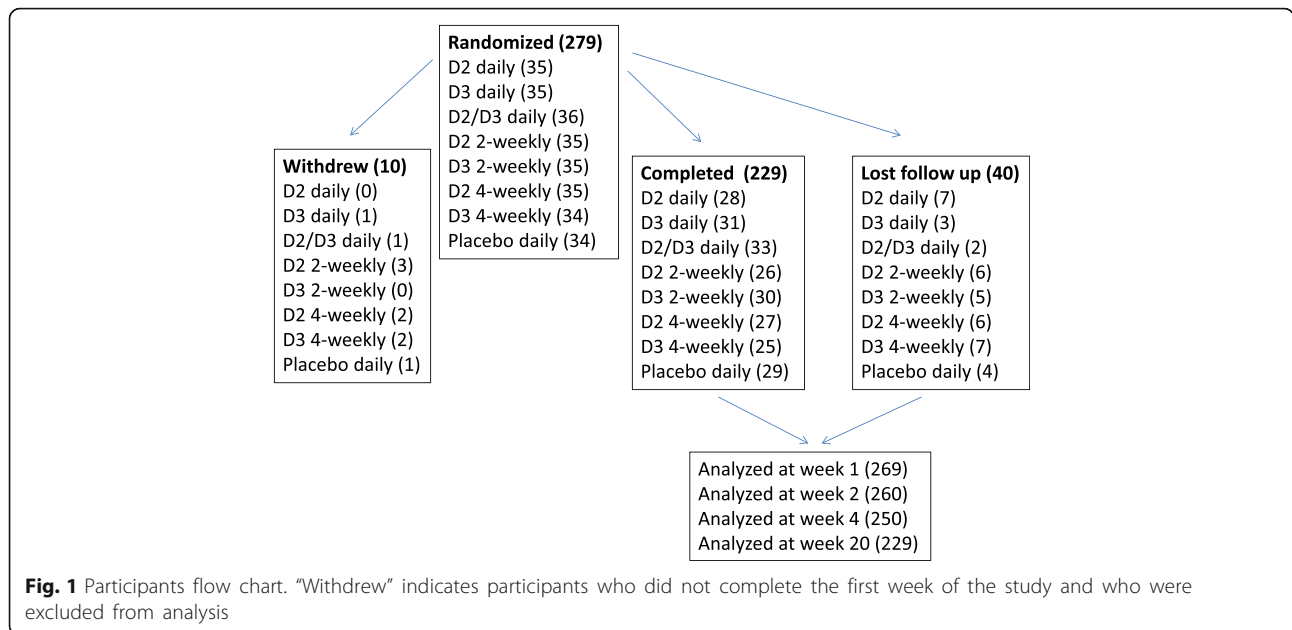 Randomized (279)
D2 daily (35)
D3 daily (35)
D2/D3 daily (36)
D2 2-weekly (35)
D3 2-weekly (35)
D2 4-weekly (35)
D3 4-weekly (34)
Placebo daily (34)
Withdrew (10)
D2 daily (0)
D3 daily (1)
D2/D3 daily (1)
D2 2-weekly (3)
D3 2-weekly (0)
D2 4-weekly (2)
D3 4-weekly (2)
Placebo daily (1)
Completed (229)
D2 daily (28)
D3 daily (31)
D2/D3 daily (33)
D2 2-weekly (26)
D3 2-weekly (30)
D2 4-weekly (27)
D3 4-weekly (25)
Placebo daily (29)
Lost follow up (40)
D2 daily (7)
D3 daily (3)
D2/D3 daily (2)
D2 2-weekly (6)
D3 2-weekly (5)
D2 4-weekly (6)
D3 4-weekly (7)
Placebo daily (4)
Analyzed at week 1 (269)
Analyzed at week 2 (260)
Analyzed at week 4 (250)
Analyzed at week 20 (229)
Fig. 1 Participants flow chart. “Withdrew” indicates participants who did not complete the first week of the study and who were
excluded from analysis